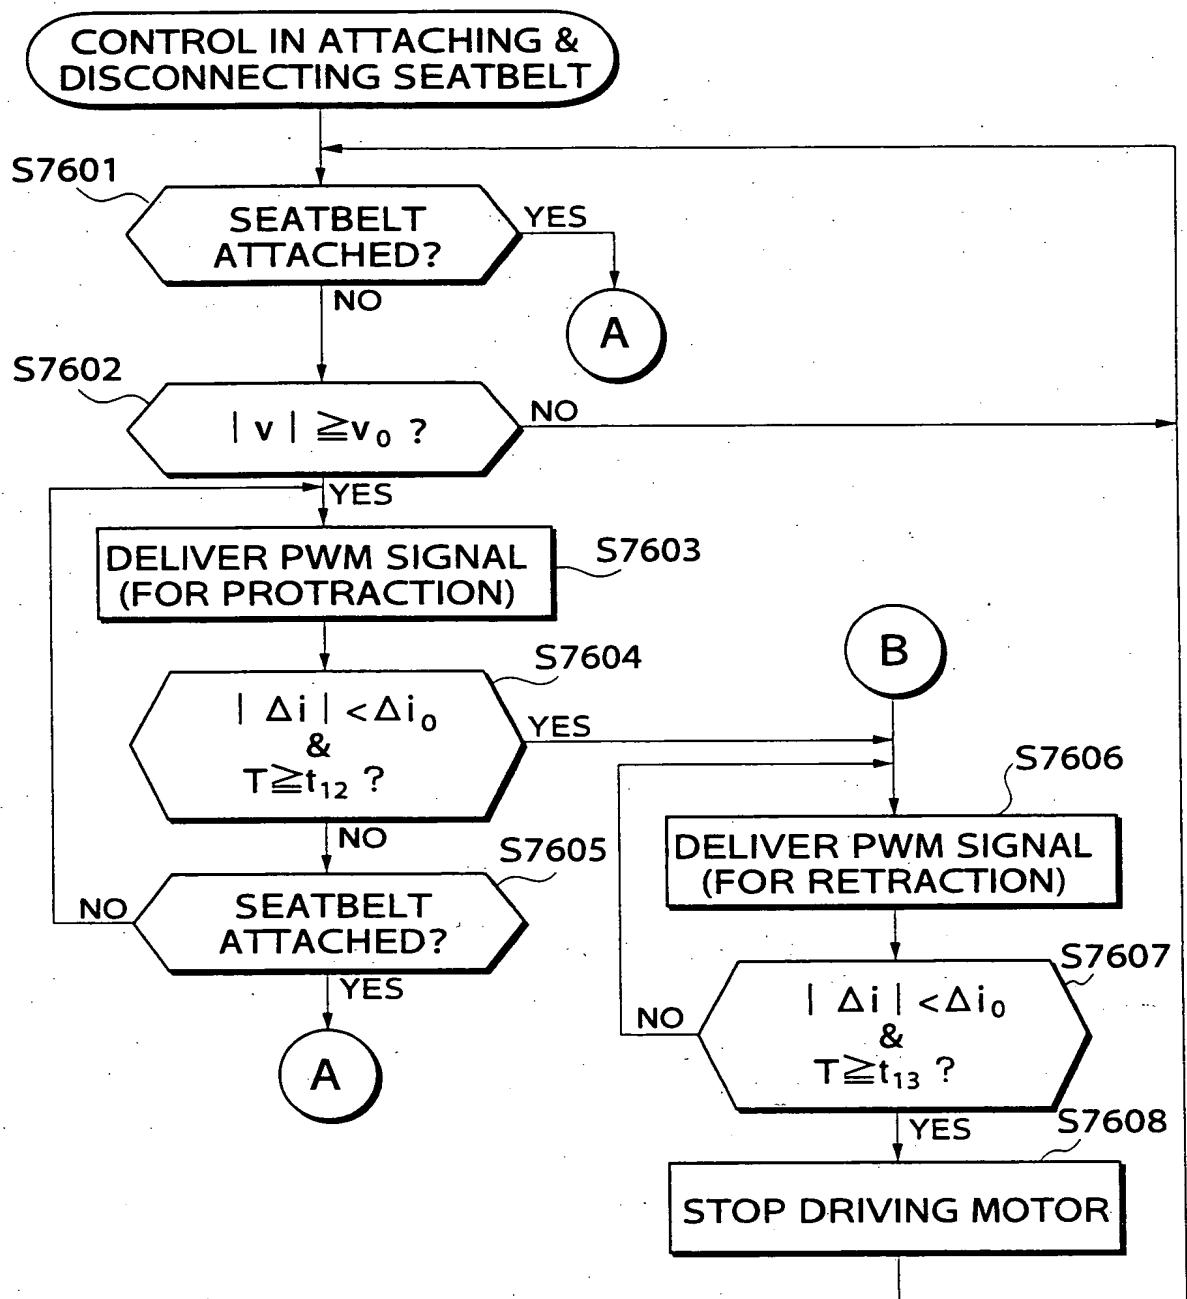 CONTROL IN ATTACHING &
DISCONNECTING SEATBELT
S7601
SEATBELT
ATTACHED?
YES
NO
A
S7602
| v | ≧v₀ ?
NO
YES
DELIVER PWM SIGNAL
(FOR PROTRACTION)
S7603
S7604
| Δi | <Δi₀
&
T≧t₁₂ ?
YES
NO
B
S7605
SEATBELT
ATTACHED?
NO
YES
A
S7606
DELIVER PWM SIGNAL
(FOR RETRACTION)
S7607
| Δi | <Δi₀
&
T≧t₁₃ ?
NO
YES
S7608
STOP DRIVING MOTOR